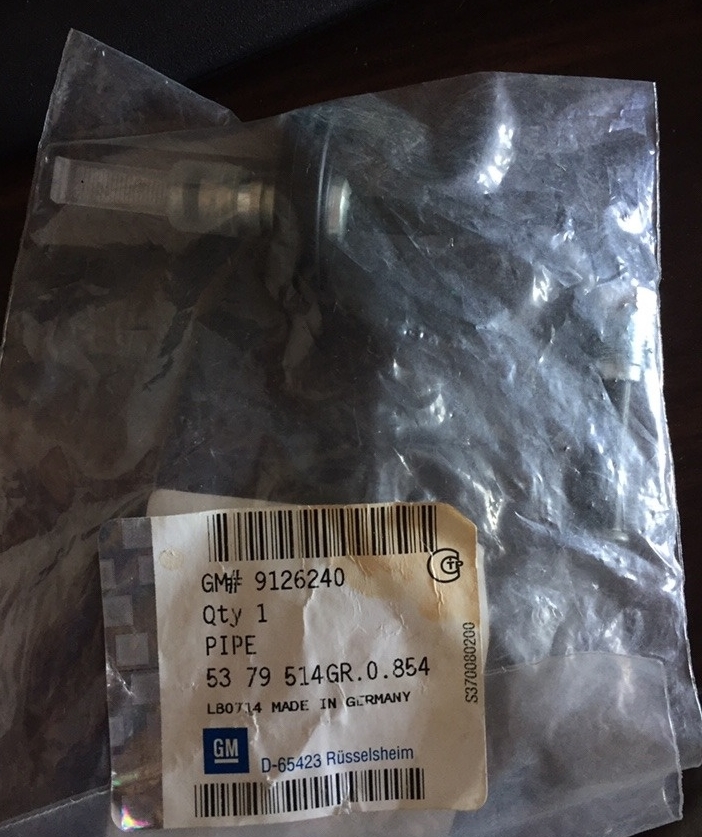 GM# 9126240
Qty 1
PIPE
53 79 514GR.0.854
L80714 MADE IN GERMANY
GM
D-65423 Rüsselsheim
S370080200